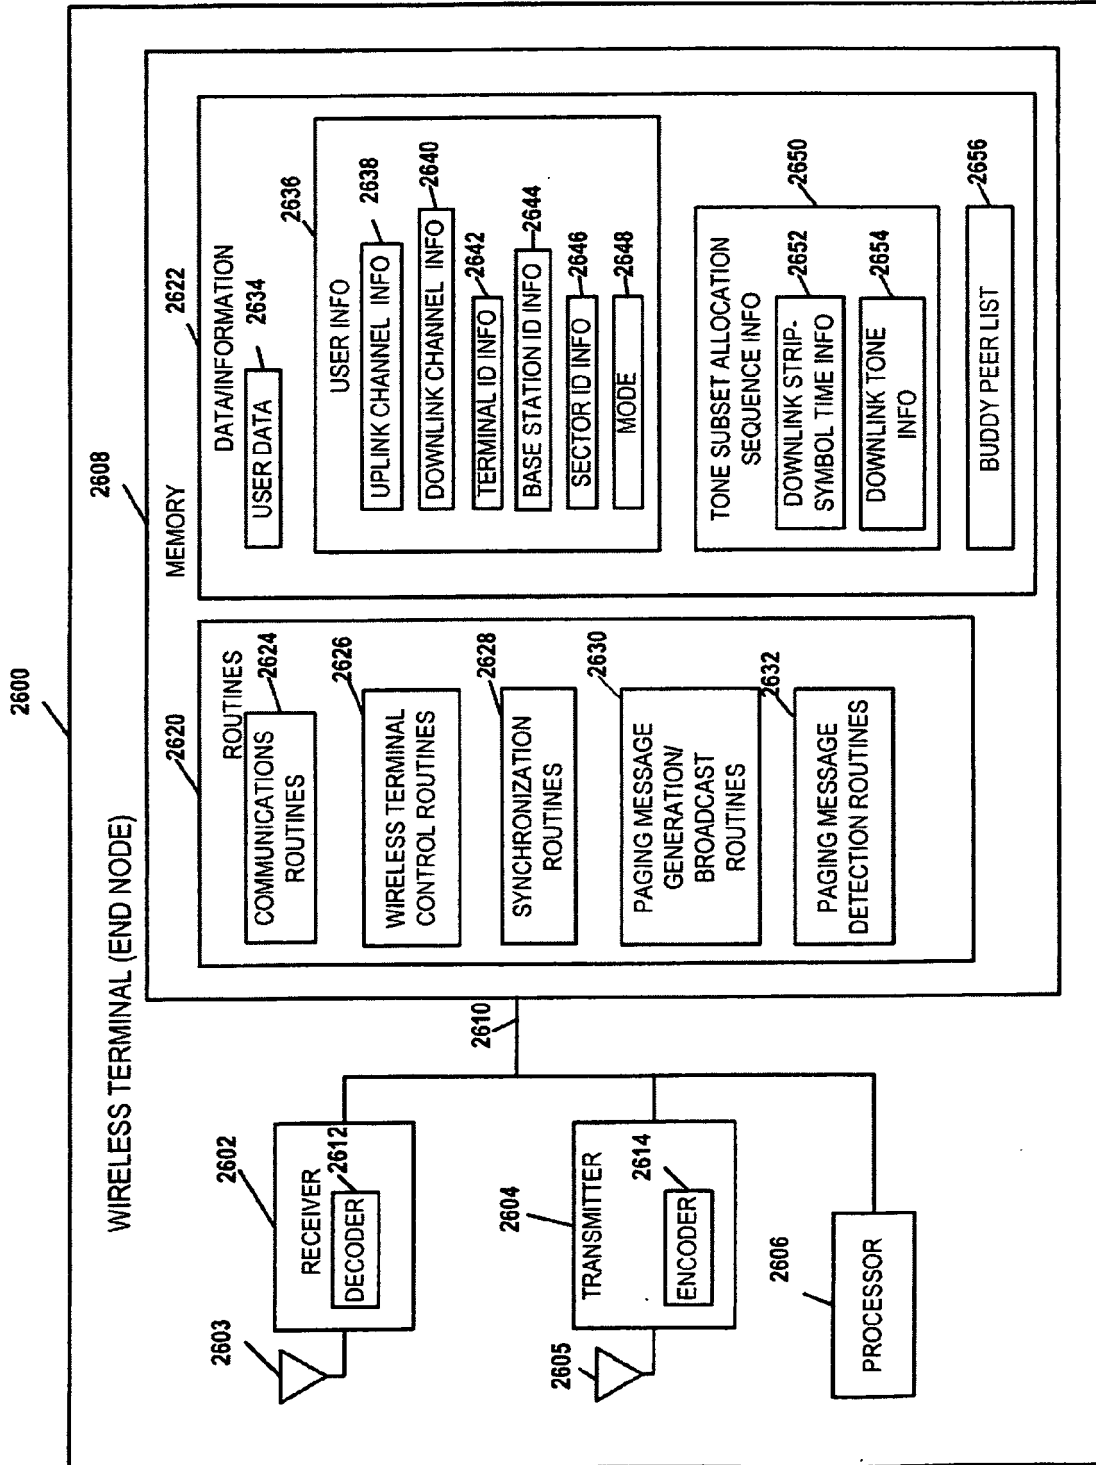 2600
WIRELESS TERMINAL (END NODE)
2603
2602
RECEIVER
2612
DECODER
2605
2604
TRANSMITTER
2614
ENCODER
2606
PROCESSOR
2610
2608
MEMORY
2620
ROUTINES
2624
COMMUNICATIONS
ROUTINES
2626
WIRELESS TERMINAL
CONTROL ROUTINES
2628
SYNCHRONIZATION
ROUTINES
2630
PAGING MESSAGE
GENERATION/
BROADCAST
ROUTINES
2632
PAGING MESSAGE
DETECTION ROUTINES
2622
DATA/INFORMATION
2634
USER DATA
2636
USER INFO
2638
UPLINK CHANNEL INFO
2640
DOWNLINK CHANNEL INFO
2642
TERMINAL ID INFO
2644
BASE STATION ID INFO
2646
SECTOR ID INFO
2648
MODE
2650
TONE SUBSET ALLOCATION
SEQUENCE INFO
2652
DOWNLINK STRIP-
SYMBOL TIME INFO
2654
DOWNLINK TONE
INFO
2656
BUDDY PEER LIST